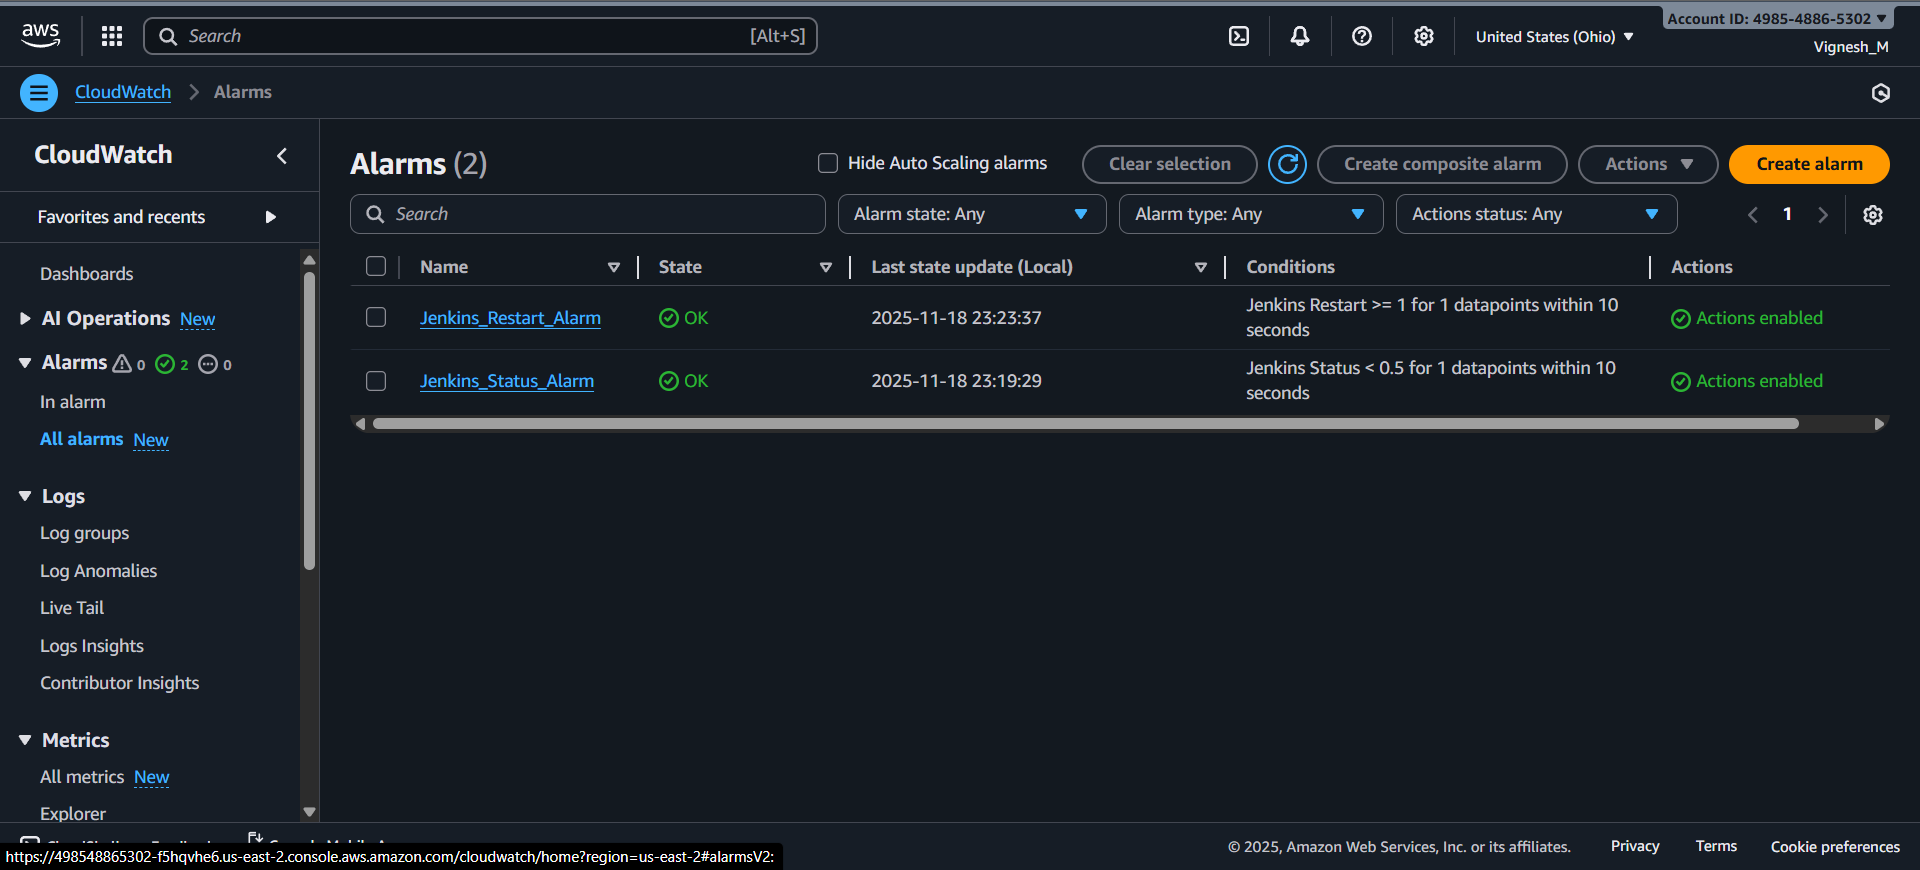 aws
Search
[Alt+S]
United States (Ohio)
Account ID: 4985-4886-5302
Vignesh_M
CloudWatch
Alarms
CloudWatch
Favorites and recents
Dashboards
AI Operations New
Alarms 0 2 0
In alarm
All alarms New
Logs
Log groups
Log Anomalies
Live Tail
Logs Insights
Contributor Insights
Metrics
All metrics New
Explorer
Alarms (2)
Hide Auto Scaling alarms
Clear selection
Create composite alarm
Actions
Create alarm
Search
Alarm state: Any
Alarm type: Any
Actions status: Any
1
Name State Last state update (Local) Conditions Actions
Jenkins_Restart_Alarm OK 2025-11-18 23:23:37 Jenkins Restart >= 1 for 1 datapoints within 10 Actions enabled
seconds
Jenkins_Status_Alarm OK 2025-11-18 23:19:29 Jenkins Status < 0.5 for 1 datapoints within 10 Actions enabled
seconds
https://498548865302-f5hqvhe6.us-east-2.console.aws.amazon.com/cloudwatch/home?region=us-east-2#alarmsV2:
© 2025, Amazon Web Services, Inc. or its affiliates.
Privacy
Terms
Cookie preferences